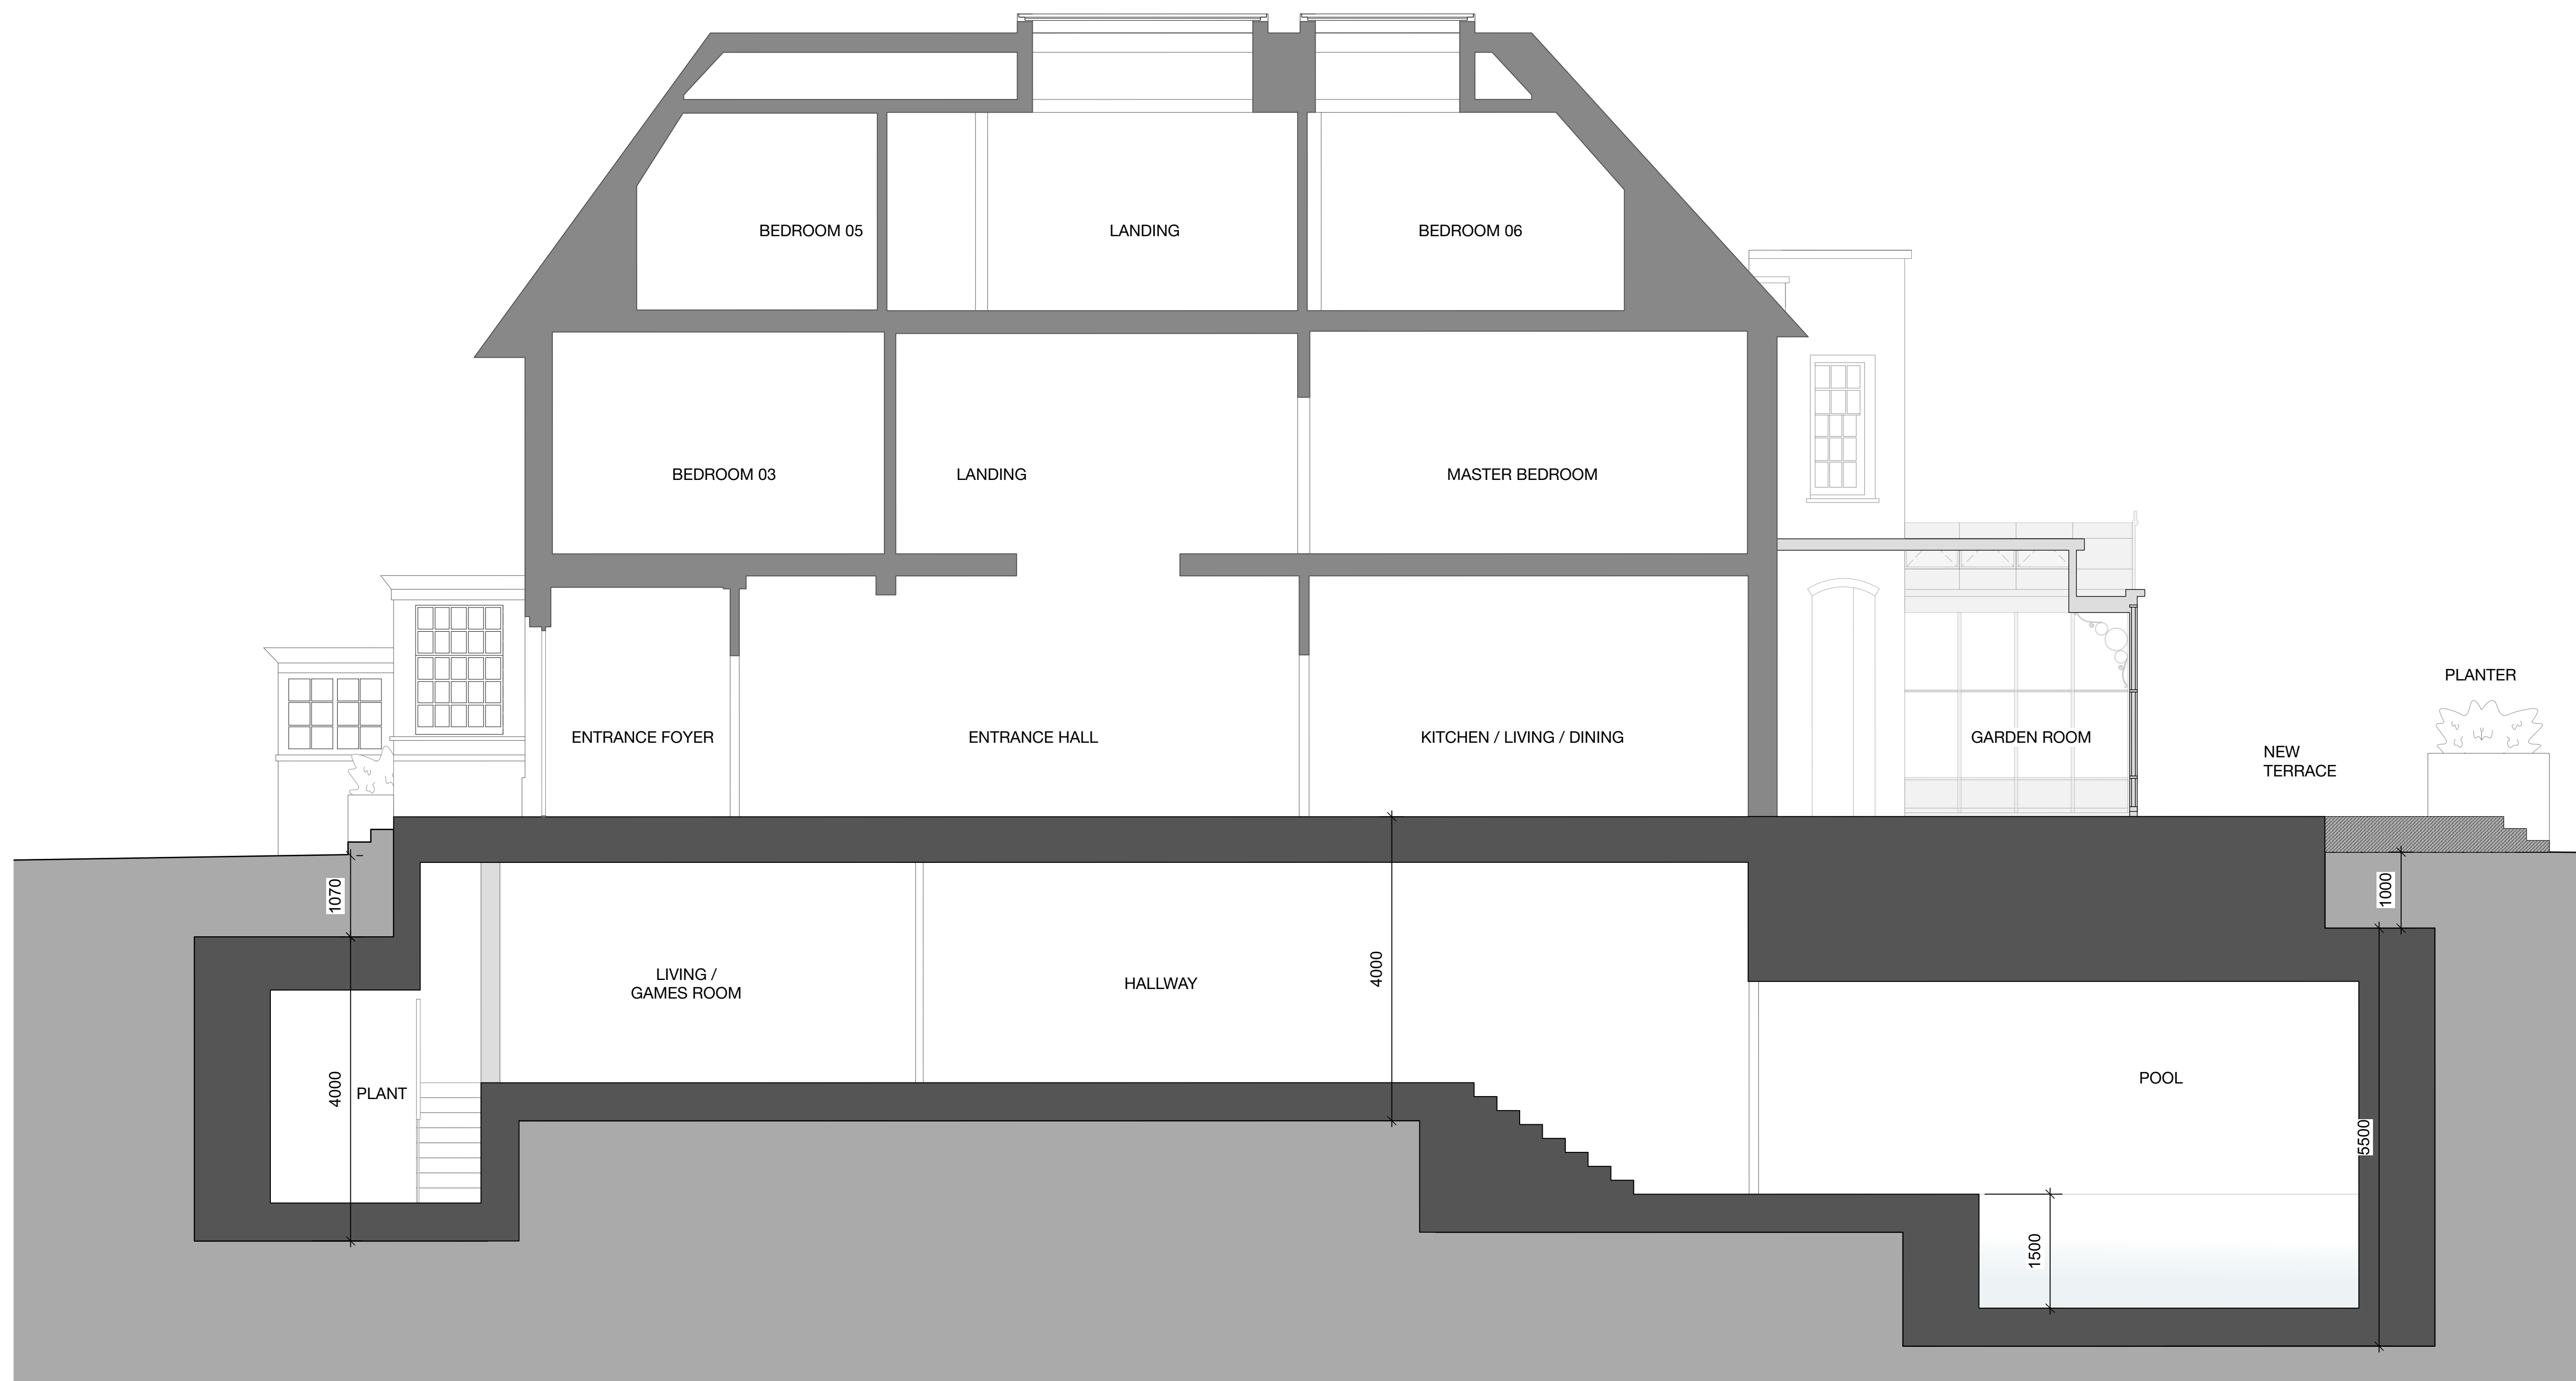 BEDROOM 05
LANDING
BEDROOM 06
BEDROOM 03
LANDING
MASTER BEDROOM
PLANTER
ENTRANCE FOYER
ENTRANCE HALL
KITCHEN / LIVING / DINING
GARDEN ROOM
NEW
TERRACE
1070
1000
LIVING /
GAMES ROOM
HALLWAY
4000
4000
PLANT
POOL
5500
1500